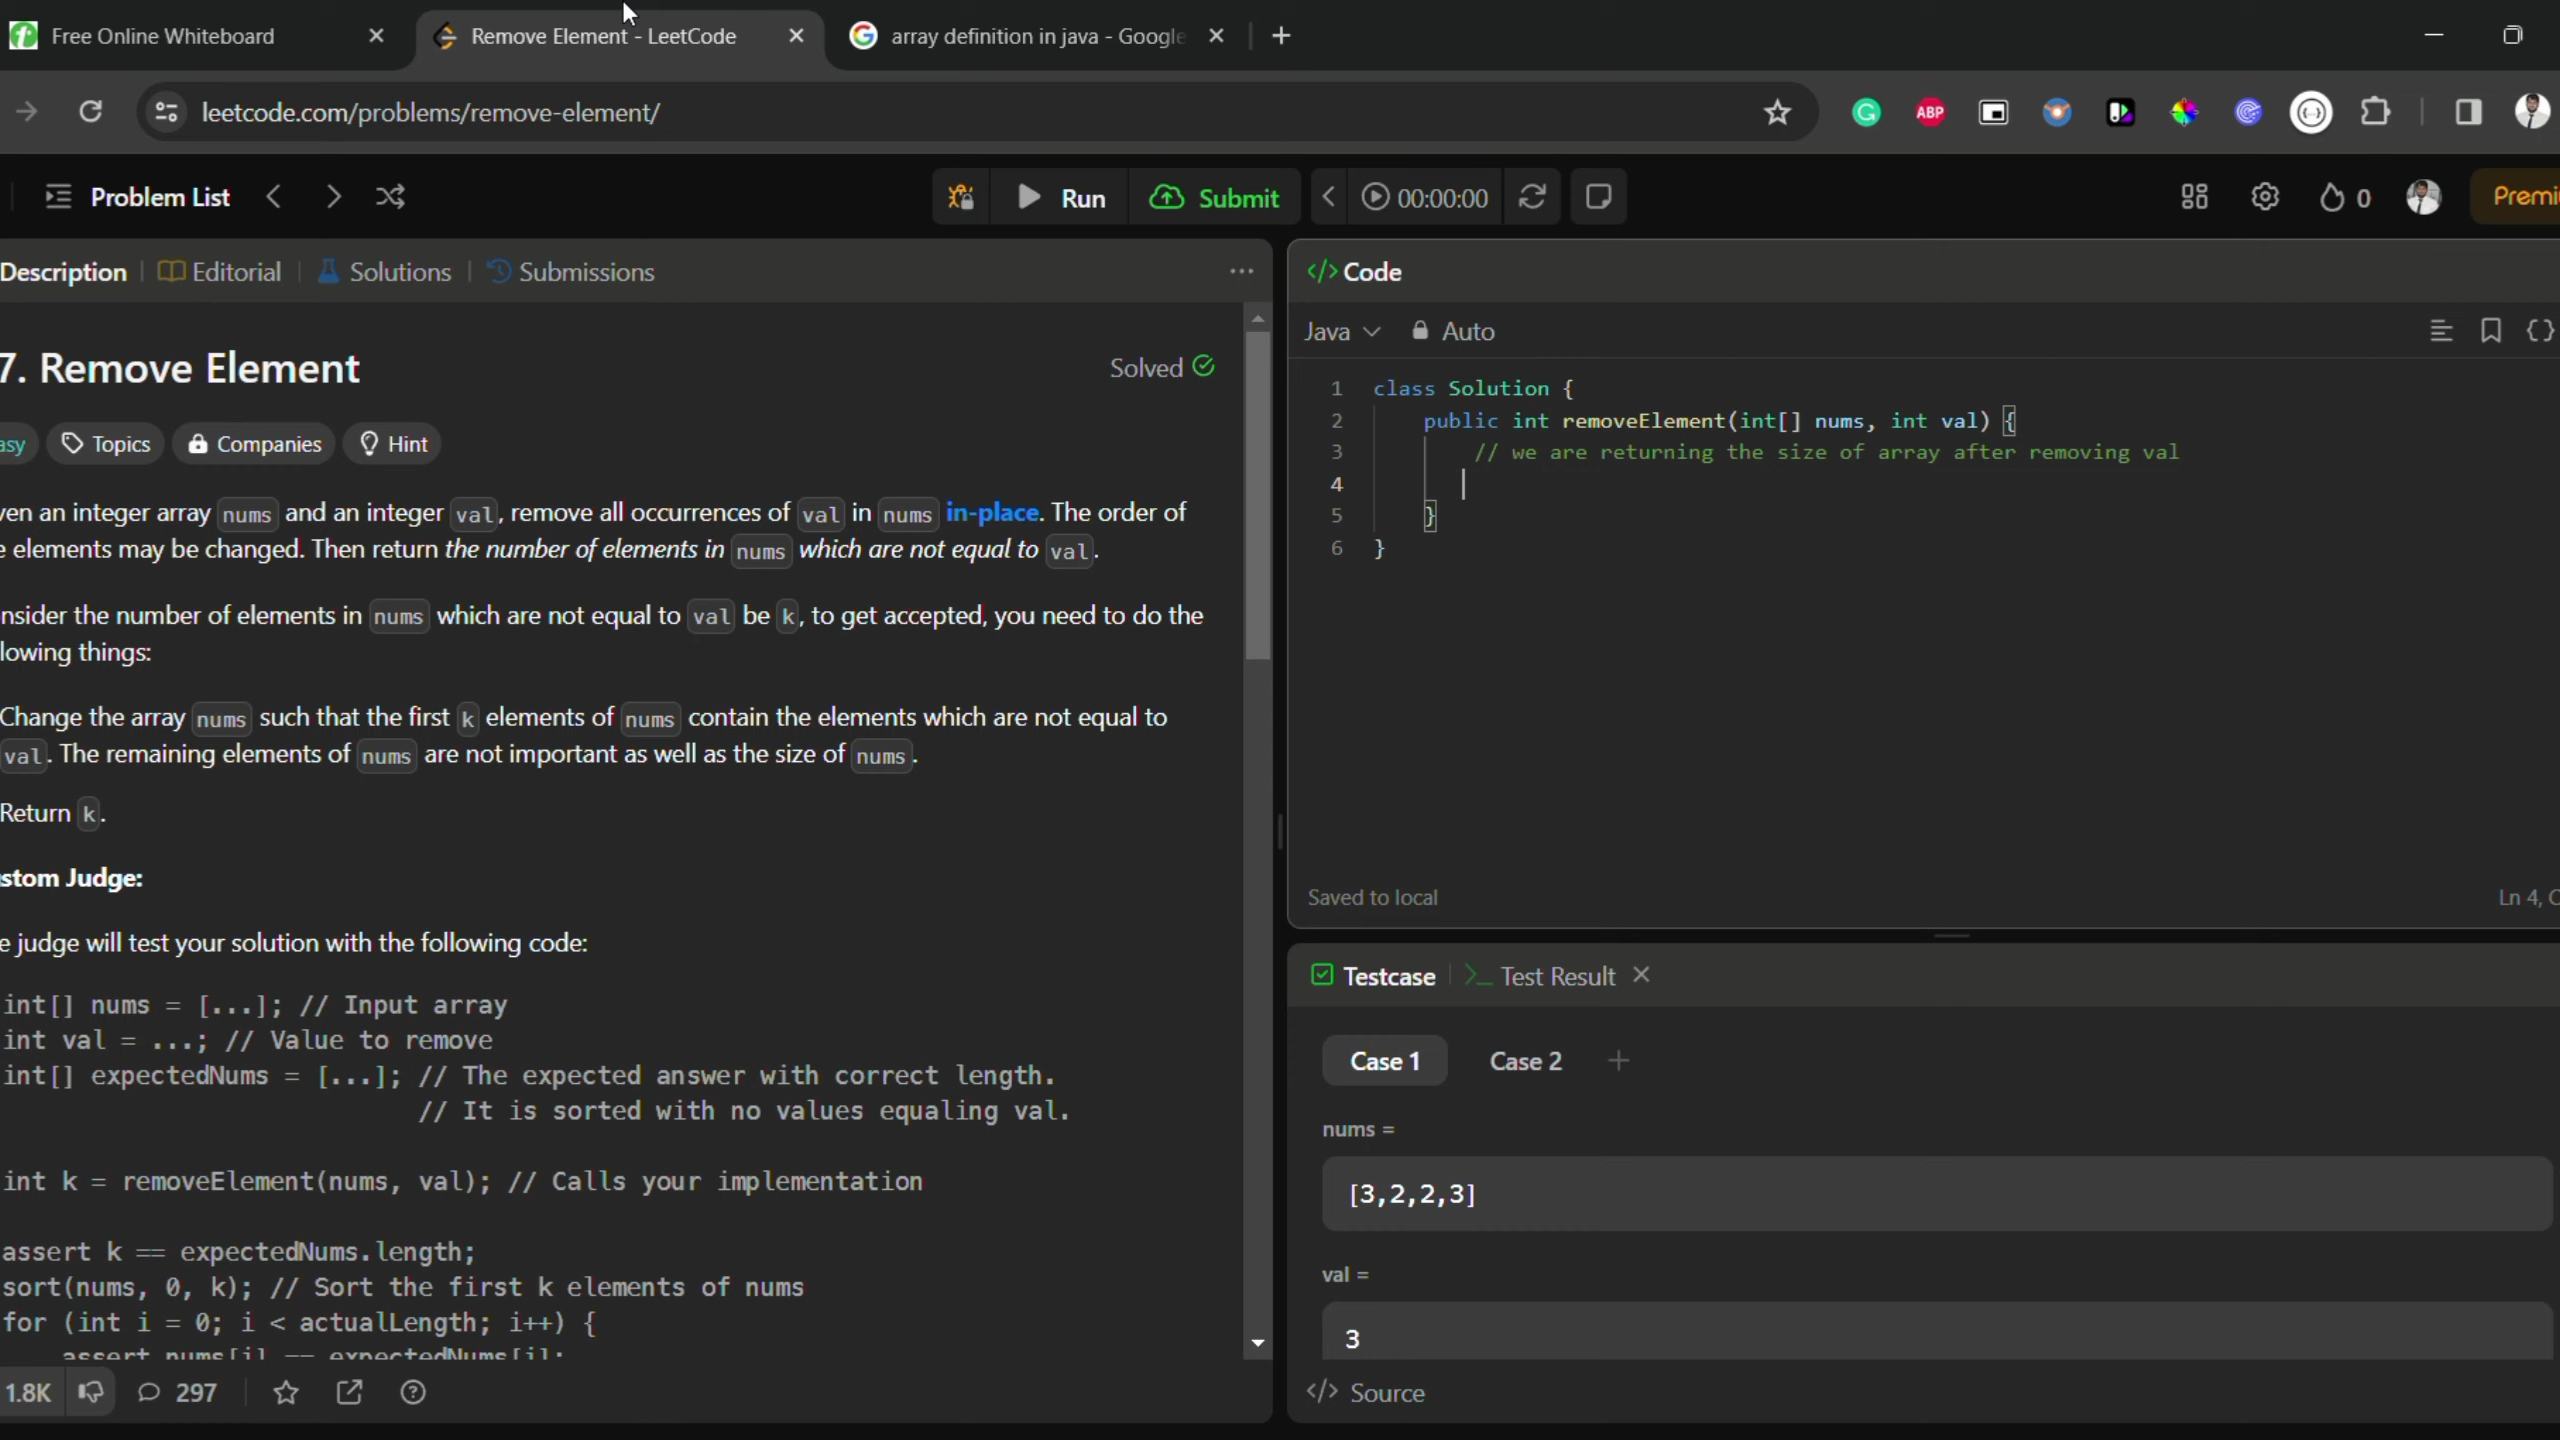 Free Online Whiteboard
Remove Element - LeetCode
array definition in java - Google
leetcode.com/problems/remove-element/
ABP
Problem List
Run
Submit
00:00:00
0
Premi
Description
Editorial
Solutions
Submissions
</> Code
7. Remove Element
Solved
Java
Auto
asy
Topics
Companies
Hint
ven an integer array nums and an integer val, remove all occurrences of val in nums in-place. The order of
e elements may be changed. Then return the number of elements in nums which are not equal to val.
nsider the number of elements in nums which are not equal to val be k, to get accepted, you need to do the
lowing things:
Change the array nums such that the first k elements of nums contain the elements which are not equal to
val. The remaining elements of nums are not important as well as the size of nums.
Return k.
stom Judge:
e judge will test your solution with the following code:
int[] nums = [...]; // Input array
int val = ...; // Value to remove
int[] expectedNums = [...]; // The expected answer with correct length.
// It is sorted with no values equaling val.
int k = removeElement(nums, val); // Calls your implementation
assert k == expectedNums.length;
sort(nums, 0, k); // Sort the first k elements of nums
for (int i = 0; i < actualLength; i++) {
assert nums[i] == expectedNums[i];
1.8K
297
1 class Solution {
2 public int removeElement(int[] nums, int val) {
3 // we are returning the size of array after removing val
4
5 }
6 }
Saved to local
Ln 4, C
Testcase
Test Result
Case 1
Case 2
nums =
[3,2,2,3]
val =
3
</> Source